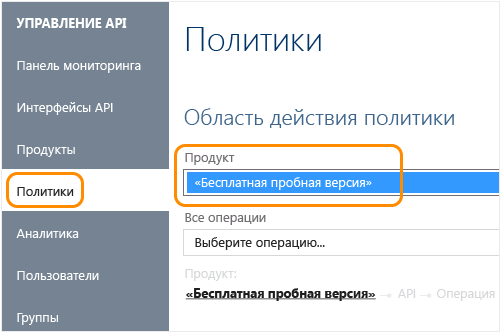 УПРАВЛЕНИЕ API
Панель мониторинга
Интерфейсы API
Продукты
Политики
Аналитика
Пользователи
Группы
Политики
Область действия политики
Продукт
«Бесплатная пробная версия»
Все операции
Выберите операцию...
Продукт:
«Бесплатная пробная версия» → API → Операция